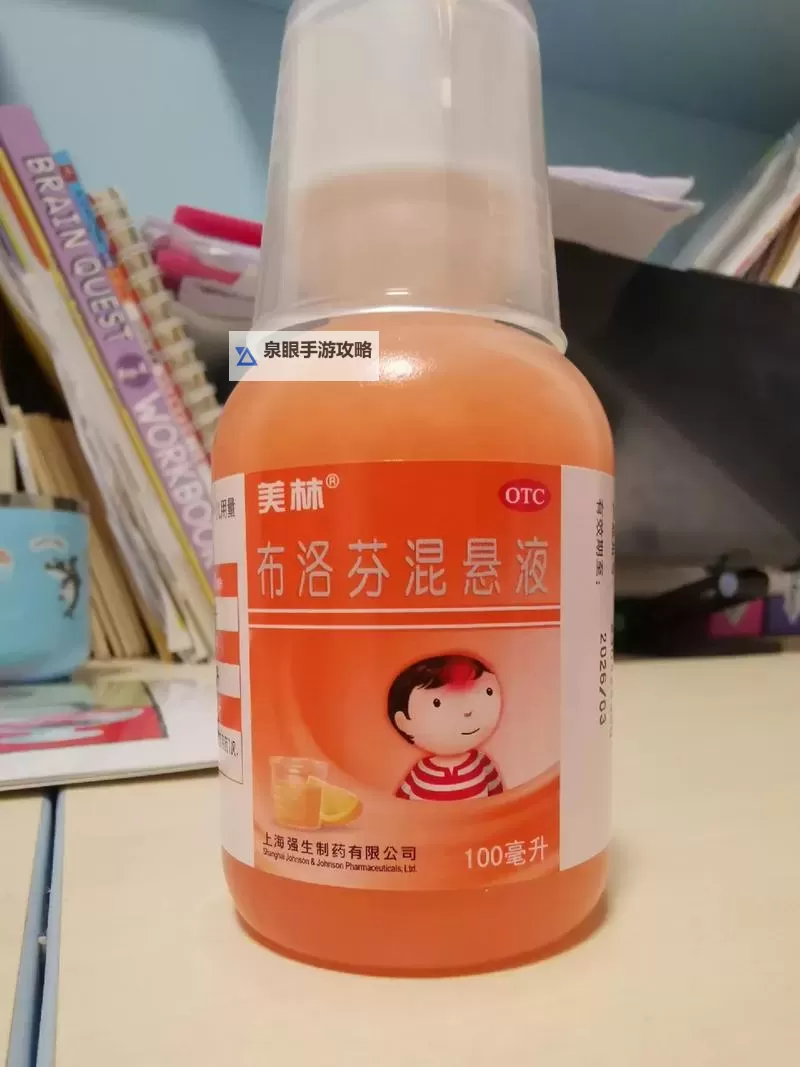 BRAIN QUEST
WORKBOOK
泉眼手游攻略
用量
美林®
OTC
布洛芬混悬液
有效期至:
2026/03
上海强生制药有限公司
Shanghai Johnson & Johnson Pharmaceuticals, Ltd.
100毫升